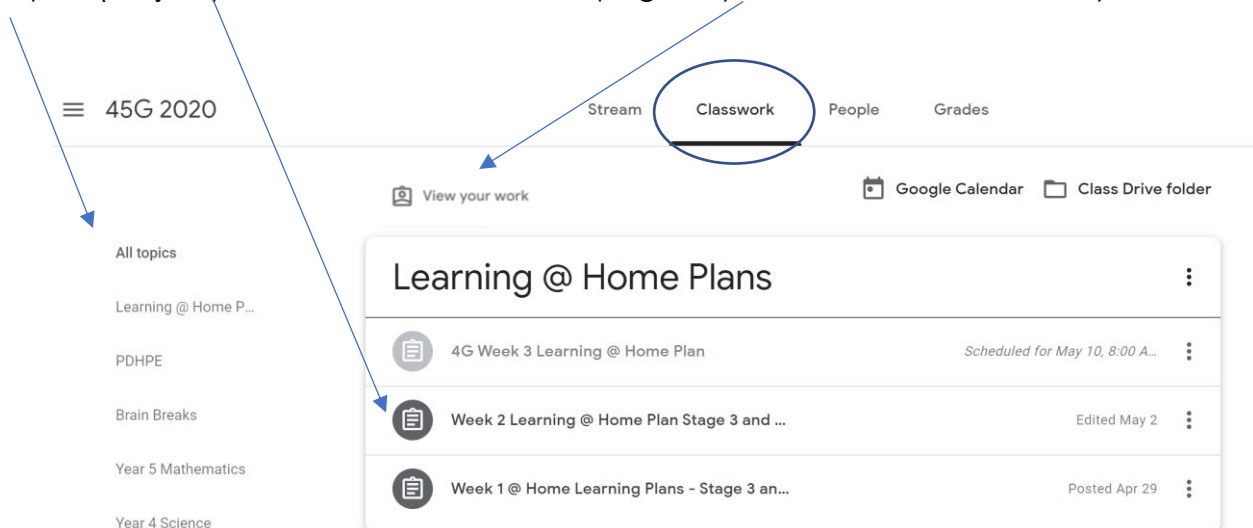 45G 2020
Stream Classwork People Grades
View your work
Google Calendar Class Drive folder
All topics
Learning @ Home P...
PDHPE
Brain Breaks
Year 5 Mathematics
Year 4 Science
Learning @ Home Plans
4G Week 3 Learning @ Home Plan Scheduled for May 10, 8:00 A...
Week 2 Learning @ Home Plan Stage 3 and ... Edited May 2
Week 1 @ Home Learning Plans - Stage 3 an... Posted Apr 29